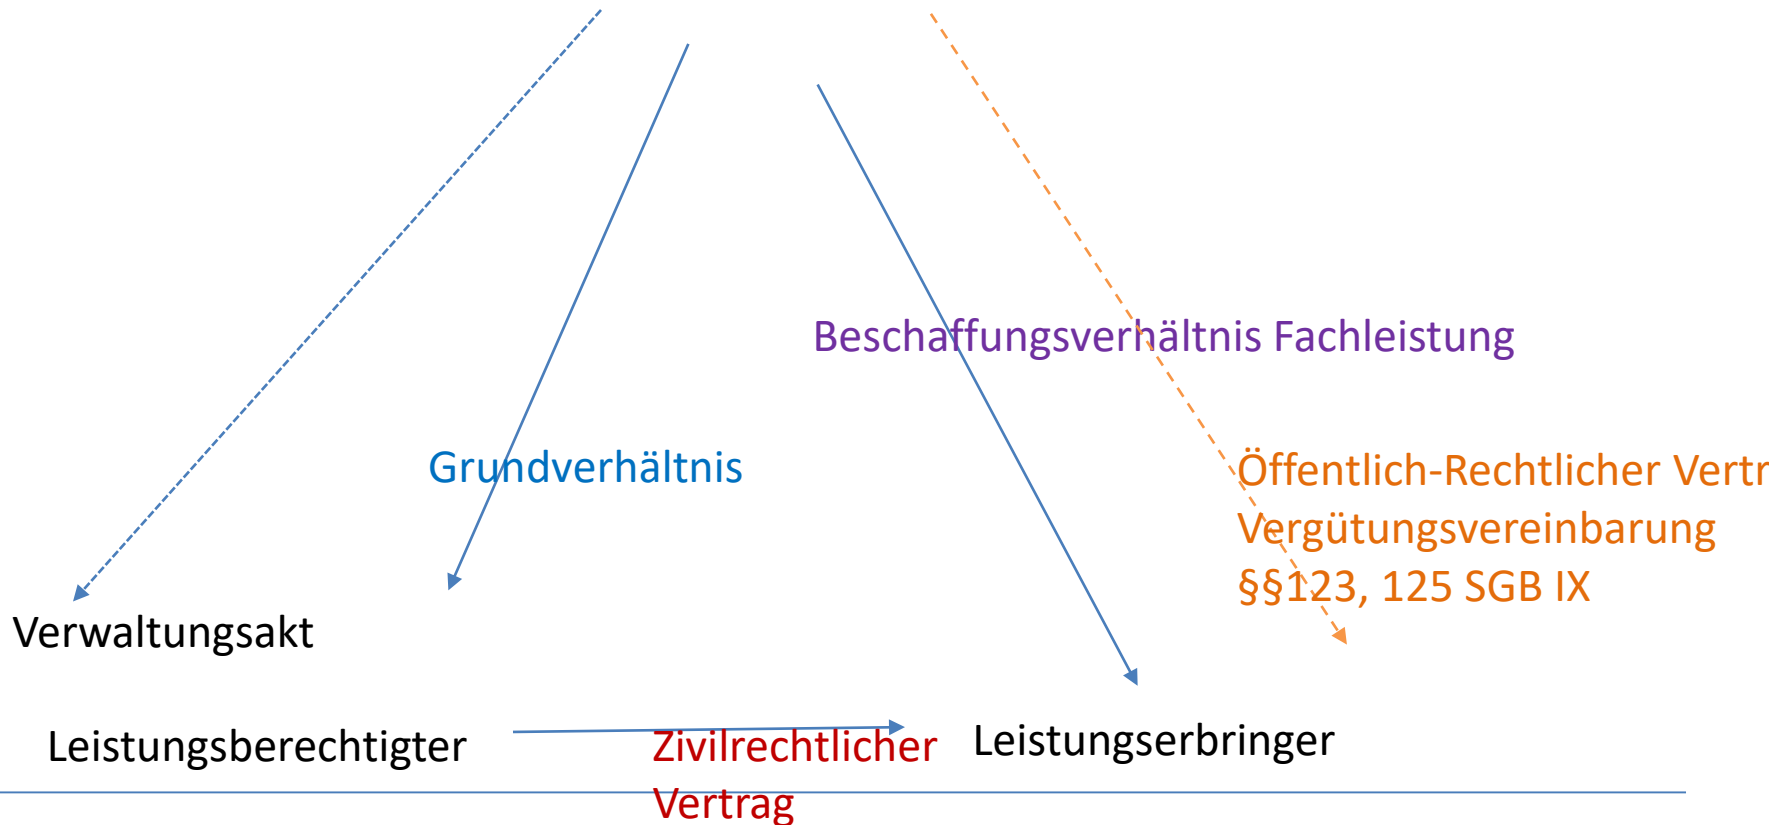 Beschaffungsverhältnis Fachleistung
Grundverhältnis
Öffentlich-Rechtlicher Vertr
Vergütungsvereinbarung
§§123, 125 SGB IX
Verwaltungsakt
Leistungsberechtigter
Zivilrechtlicher
Vertrag
Leistungserbringer